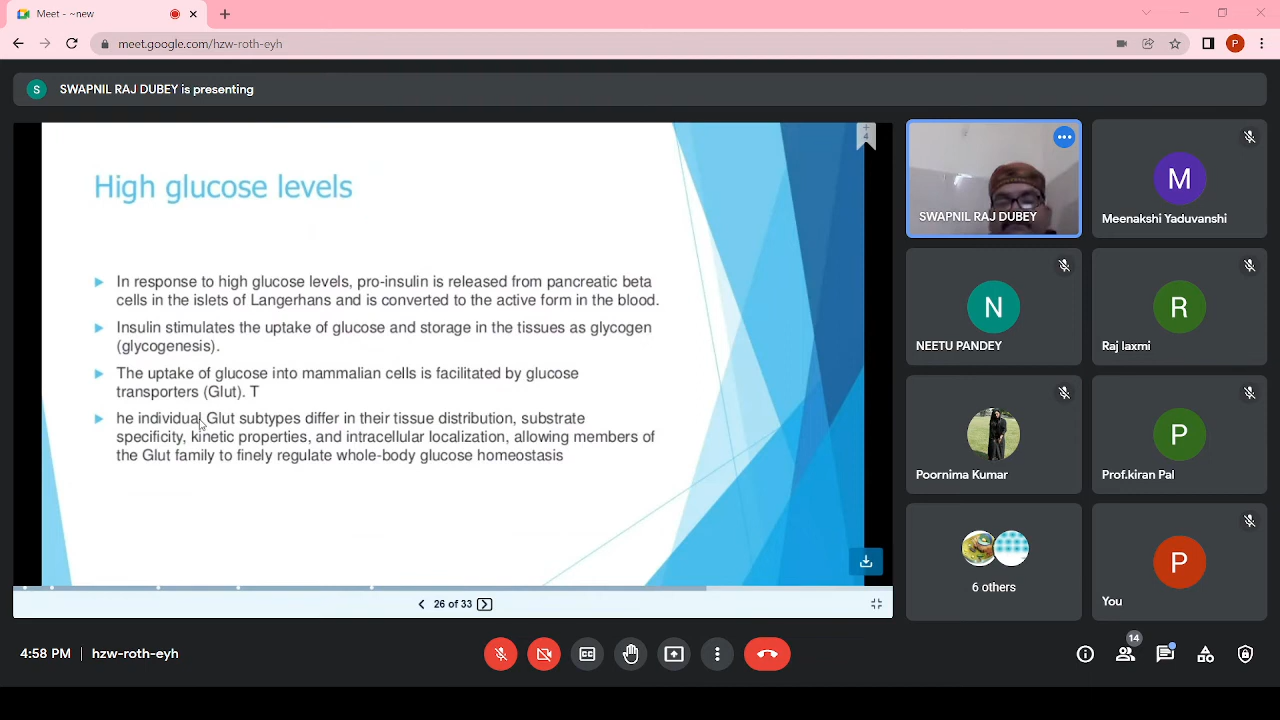 Meet - ~new
meet.google.com/hzw-roth-eyh
P
S SWAPNIL RAJ DUBEY is presenting
+
4
High glucose levels
In response to high glucose levels, pro-insulin is released from pancreatic beta
cells in the islets of Langerhans and is converted to the active form in the blood.
Insulin stimulates the uptake of glucose and storage in the tissues as glycogen
(glycogenesis).
The uptake of glucose into mammalian cells is facilitated by glucose
transporters (Glut). T
he individual Glut subtypes differ in their tissue distribution, substrate
specificity, kinetic properties, and intracellular localization, allowing members of
the Glut family to finely regulate whole-body glucose homeostasis
26 of 33
SWAPNIL RAJ DUBEY
M
Meenakshi Yaduvanshi
N
NEETU PANDEY
R
Raj laxmi
Poornima Kumar
P
Prof.kiran Pal
6 others
P
You
4:58 PM | hzw-roth-eyh
14